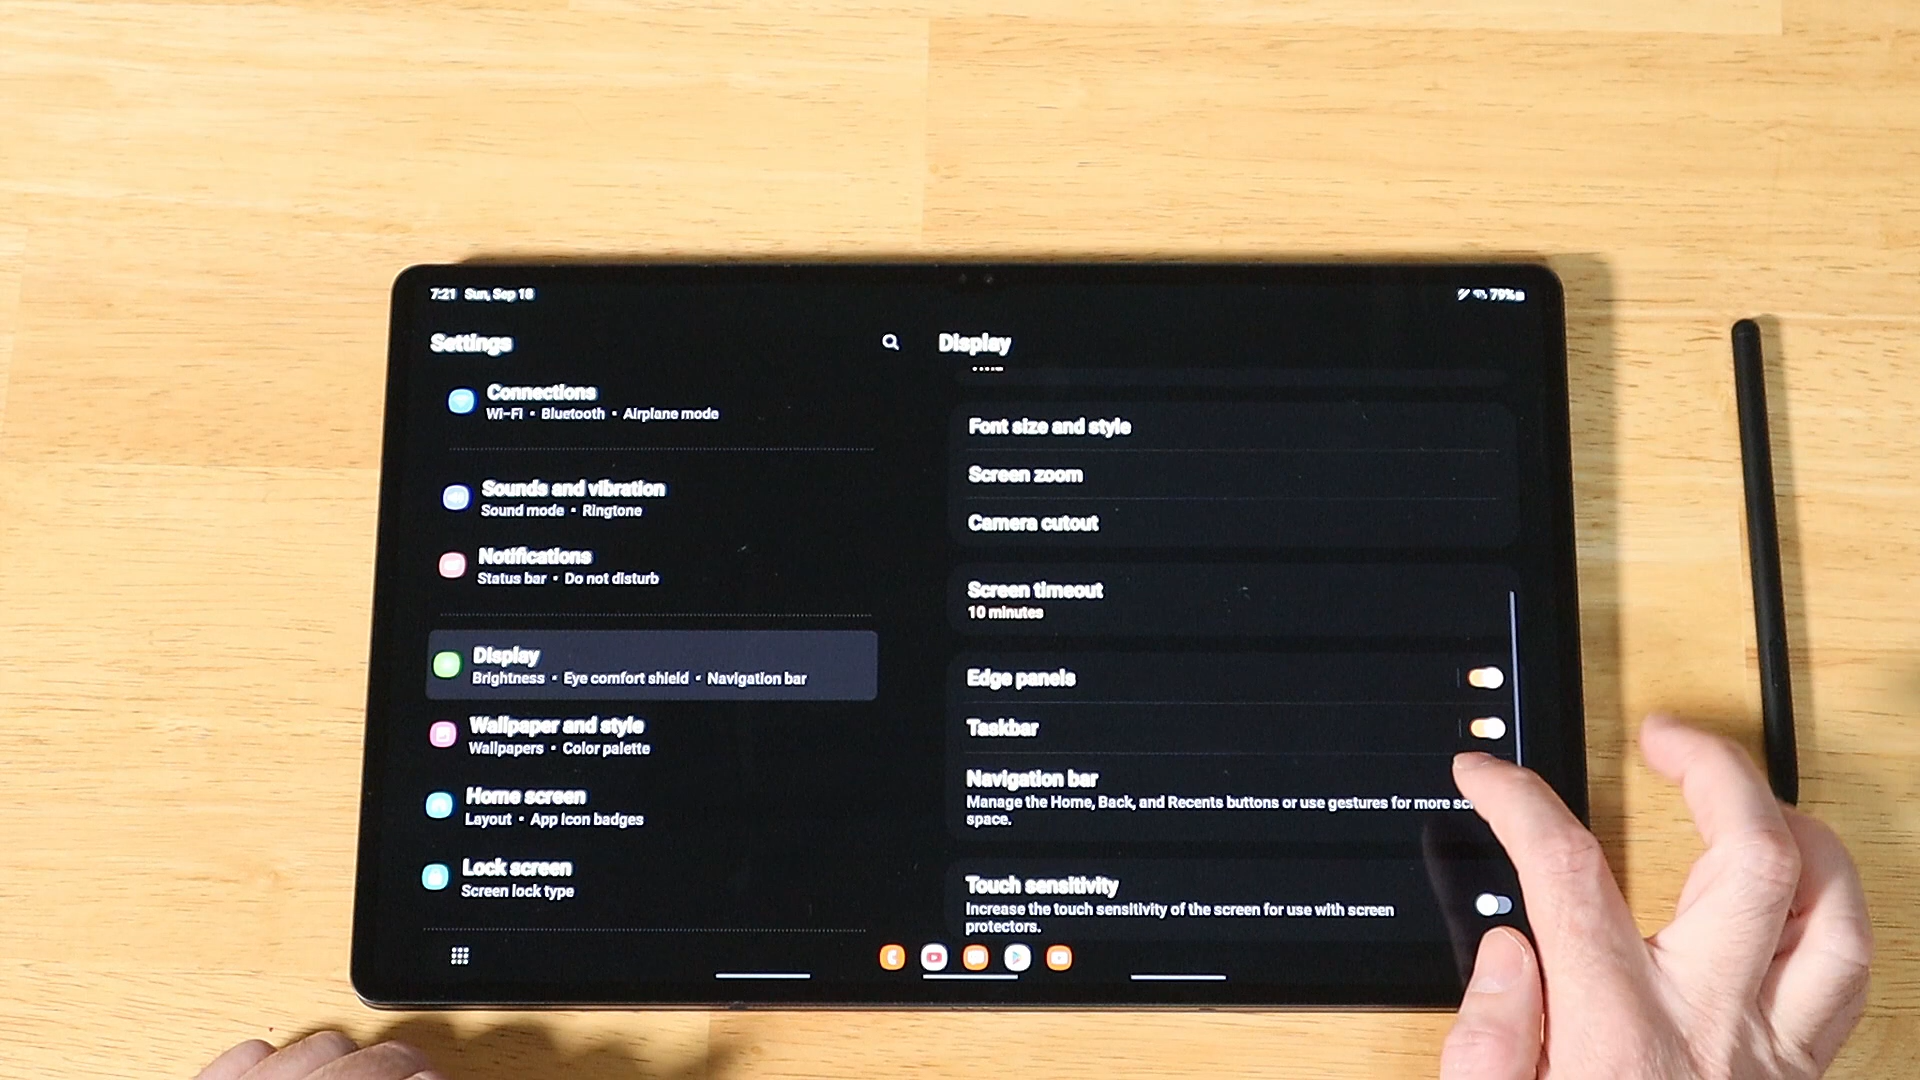 7:21 Sun, Sep 18
79%
Settings
Connections
Wi-Fi • Bluetooth • Airplane mode
Sounds and vibration
Sound mode • Ringtone
Notifications
Status bar • Do not disturb
Display
Brightness • Eye comfort shield • Navigation bar
Wallpaper and style
Wallpapers • Color palette
Home screen
Layout • App icon badges
Lock screen
Screen lock type
Display
Font size and style
Screen zoom
Camera cutout
Screen timeout
10 minutes
Edge panels
Taskbar
Navigation bar
Manage the Home, Back, and Recents buttons or use gestures for more
space.
Touch sensitivity
Increase the touch sensitivity of the screen for use with screen
protectors.